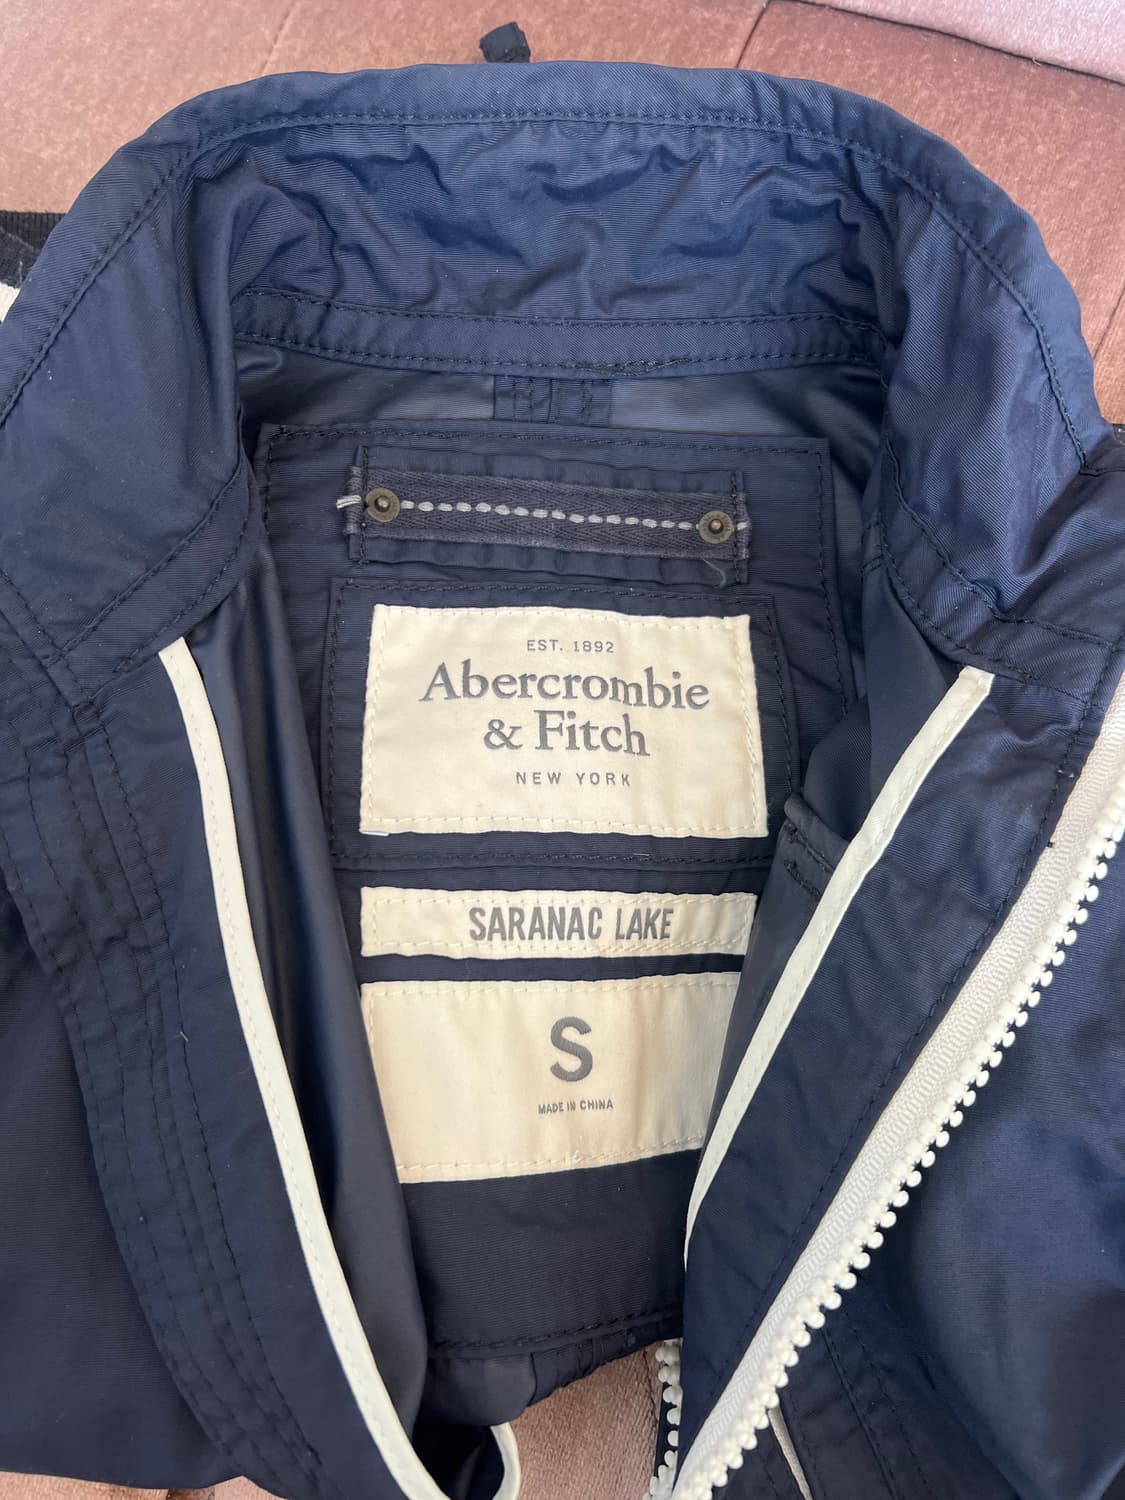 EST. 1892
Abercrombie
& Fitch
NEW YORK
SARANAC LAKE
S
MADE IN CHINA